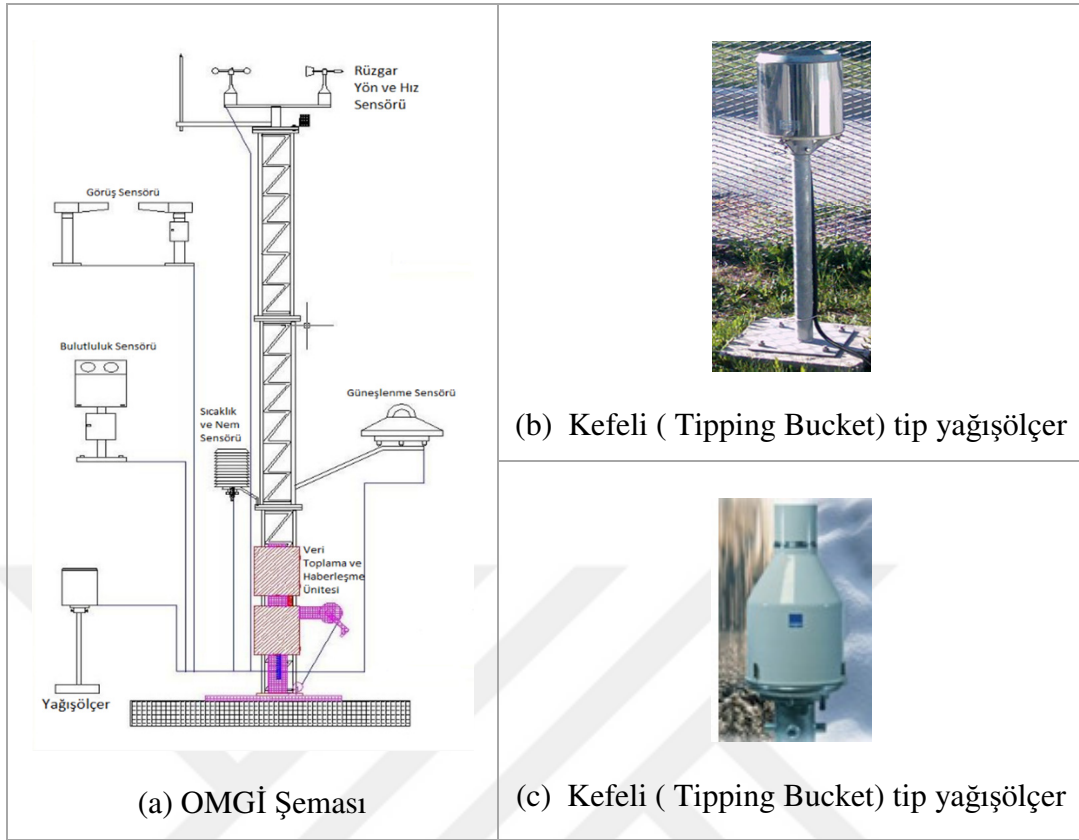 Rüzgar
Yön ve Hız
Sensörü
Görüş Sensörü
Bulutluluk Sensörü
Sıcaklık
ve Nem
Sensörü
Güneşlenme Sensörü
Veri
Toplama ve
Haberleşme
Ünitesi
Yağışölçer
(a) OMGİ Şeması
(b) Kefeli ( Tipping Bucket) tip yağışölçer
(c) Kefeli ( Tipping Bucket) tip yağışölçer